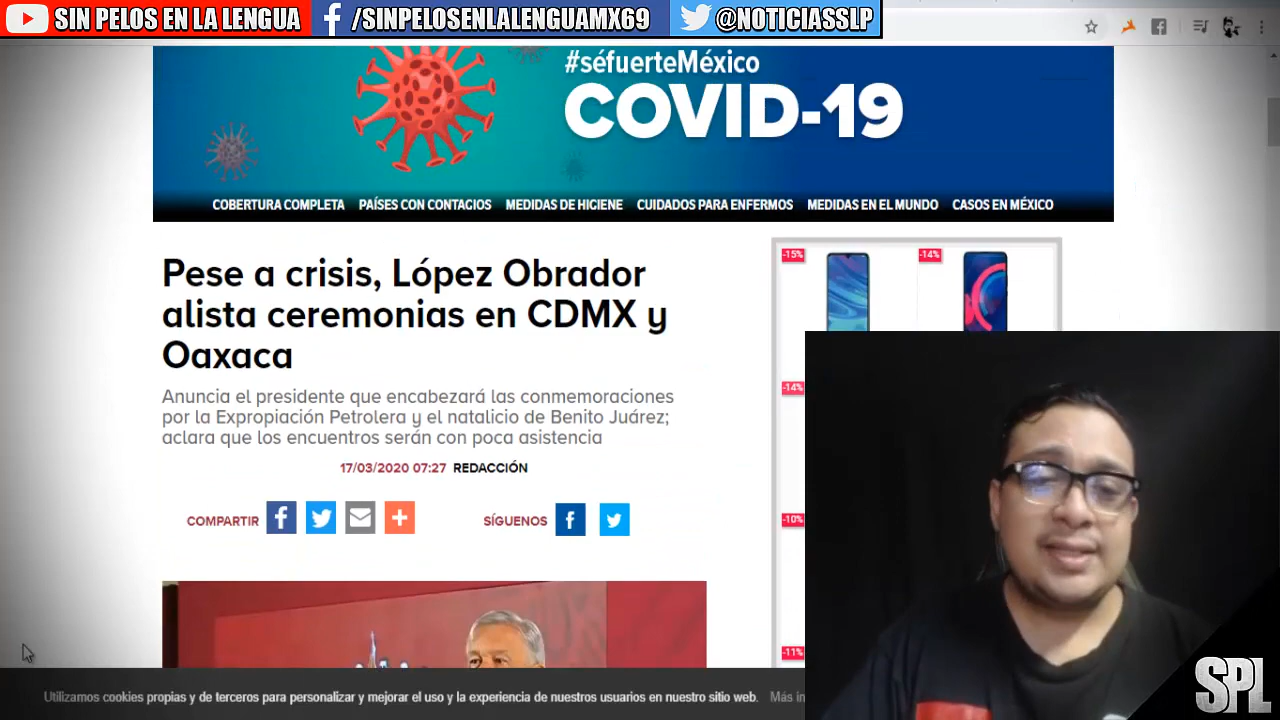 SIN PELOS EN LA LENGUA
/SINPELOSENLALENGUAMX69
@NOTICIASSLP
#séfuerteMéxico
COVID-19
COBERTURA COMPLETA PAÍSES CON CONTAGIOS MEDIDAS DE HIGIENE CUIDADOS PARA ENFERMOS MEDIDAS EN EL MUNDO CASOS EN MÉXICO
Pese a crisis, López Obrador
alista ceremonias en CDMX y
Oaxaca
Anuncia el presidente que encabezará las conmemoraciones
por la Expropiación Petrolera y el natalicio de Benito Juárez;
aclara que los encuentros serán con poca asistencia
17/03/2020 07:27 REDACCIÓN
COMPARTIR
SÍGUENOS
-15%
-14%
-14%
-10%
-11%
Utilizamos cookies propias y de terceros para personalizar y mejorar el uso y la experiencia de nuestros usuarios en nuestro sitio web. Más in
SPL